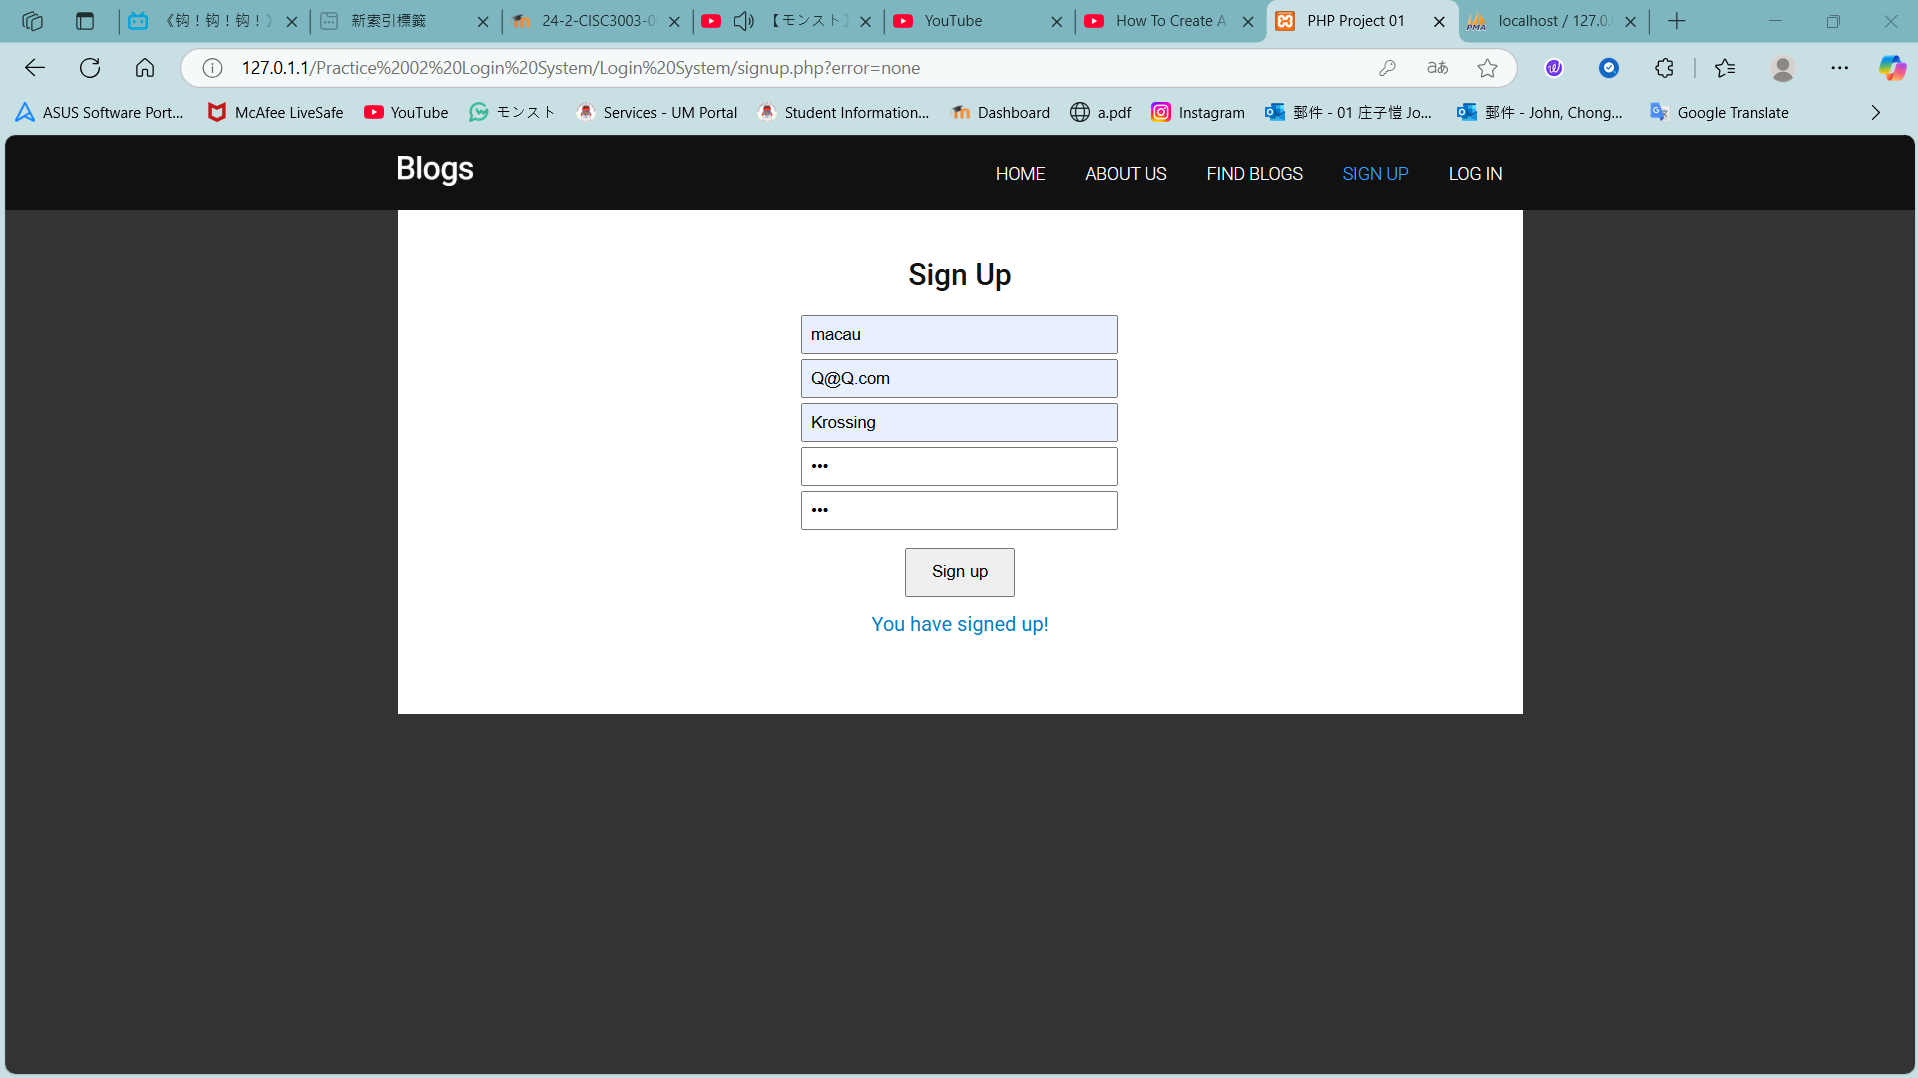 《钩！钩！钩！》
新索引標籤
24-2-CISC3003-0
【モンスト】
YouTube
How To Create A
PHP Project 01
localhost / 127.0.
127.0.1.1/Practice%2002%20Login%20System/Login%20System/signup.php?error=none
ASUS Software Port...
McAfee LiveSafe
YouTube
モンスト
Services - UM Portal
Student Information...
Dashboard
a.pdf
Instagram
郵件 - 01 庄子愷 Jo...
郵件 - John, Chong...
Google Translate
Blogs
HOME
ABOUT US
FIND BLOGS
SIGN UP
LOG IN
Sign Up
macau
Q@Q.com
Krossing
•••
•••
Sign up
You have signed up!